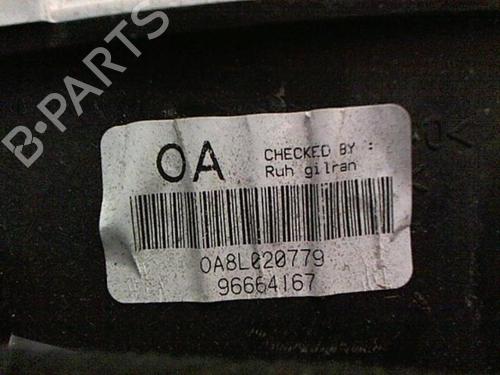 B-PARTS
OA
CHECKED BY :
Ruh gilran
OA8L020779
96664167